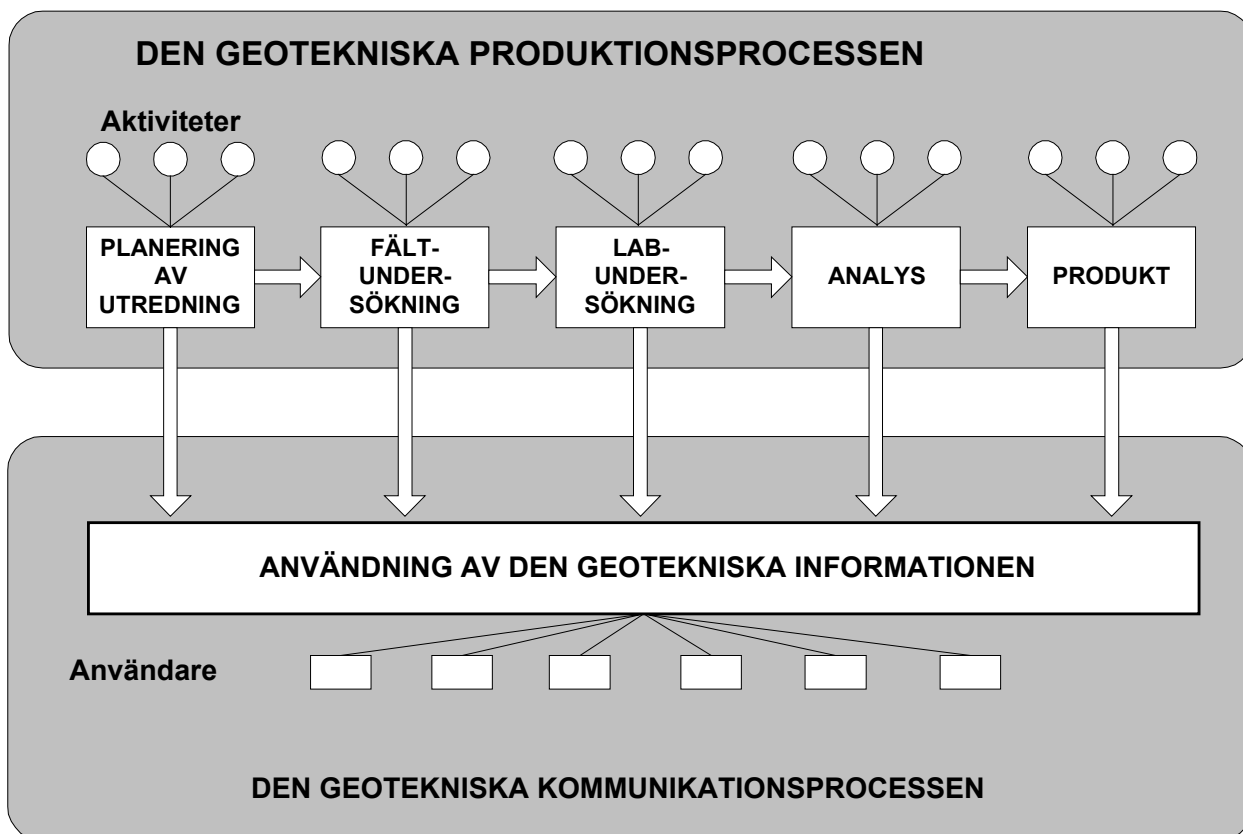 DEN GEOTEKNISKA PRODUKTIONSPROCESSEN
Aktiviteter
PLANERING
AV
UTREDNING
FÄLT-
UNDER-
SÖKNING
LAB-
UNDER-
SÖKNING
ANALYS
PRODUKT
ANVÄNDNING AV DEN GEOTEKNISKA INFORMATIONEN
Användare
DEN GEOTEKNISKA KOMMUNIKATIONSPROCESSEN